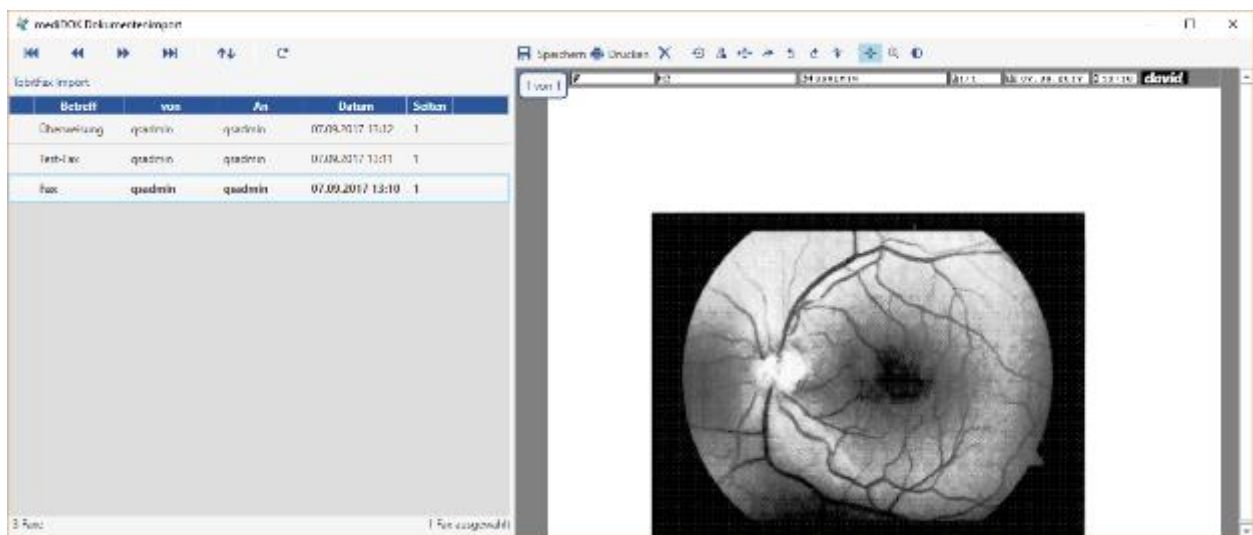 mediDOK Dokumentenimport
Speichern Drucken
Tobitfax Import
1 von 1
david
Betreff von An Datum Seiten
Überweisung qsadmin qsadmin 07.09.2017 13:12 1
Test-Fax qsadmin qsadmin 07.09.2017 13:11 1
Fax qsadmin qsadmin 07.09.2017 13:10 1
3 Faxe
1 Fax ausgewählt